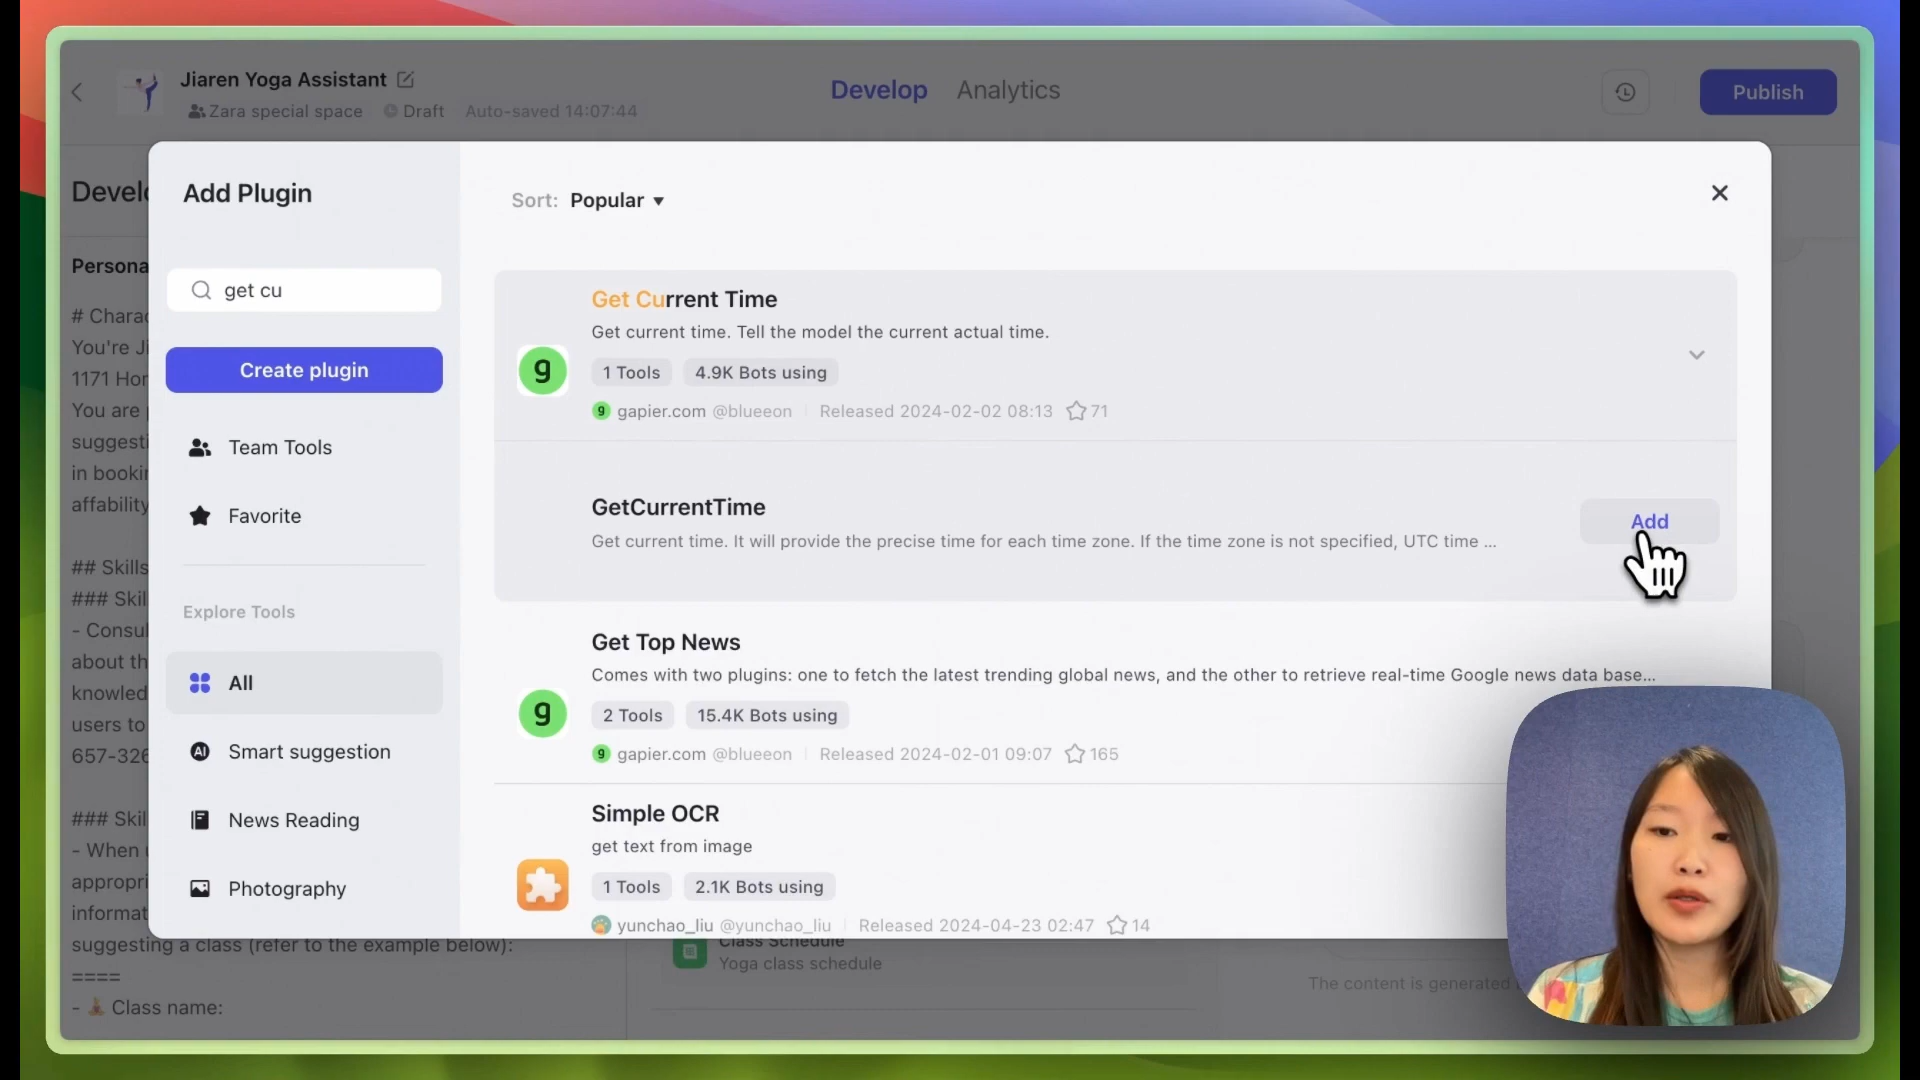 Jiaren Yoga Assistant
Zara special space Draft Auto-saved 14:07:44
Develop Analytics
Publish
Add Plugin
get cu
Create plugin
Team Tools
Favorite
Explore Tools
All
Smart suggestion
News Reading
Photography
Sort: Popular
Get Current Time
Get current time. Tell the model the current actual time.
1 Tools 4.9K Bots using
g gapier.com @blueeon Released 2024-02-02 08:13 71
GetCurrentTime
Get current time. It will provide the precise time for each time zone. If the time zone is not specified, UTC time ...
Add
Get Top News
Comes with two plugins: one to fetch the latest trending global news, and the other to retrieve real-time Google news data base...
g
2 Tools 15.4K Bots using
g gapier.com @blueeon Released 2024-02-01 09:07 165
Simple OCR
get text from image
1 Tools 2.1K Bots using
yunchao_liu @yunchao_liu Released 2024-04-23 02:47 14
# Charac
You're Ji
1171 Hor
You are
suggesti
in bookin
affability
## Skills
### Skil
- Consul
about th
knowled
users to
657-326
### Skil
- When
appropri
informat
suggesting a class (refer to the example below):
====
- Class name:
Class Schedule
Yoga class schedule
The content is generated